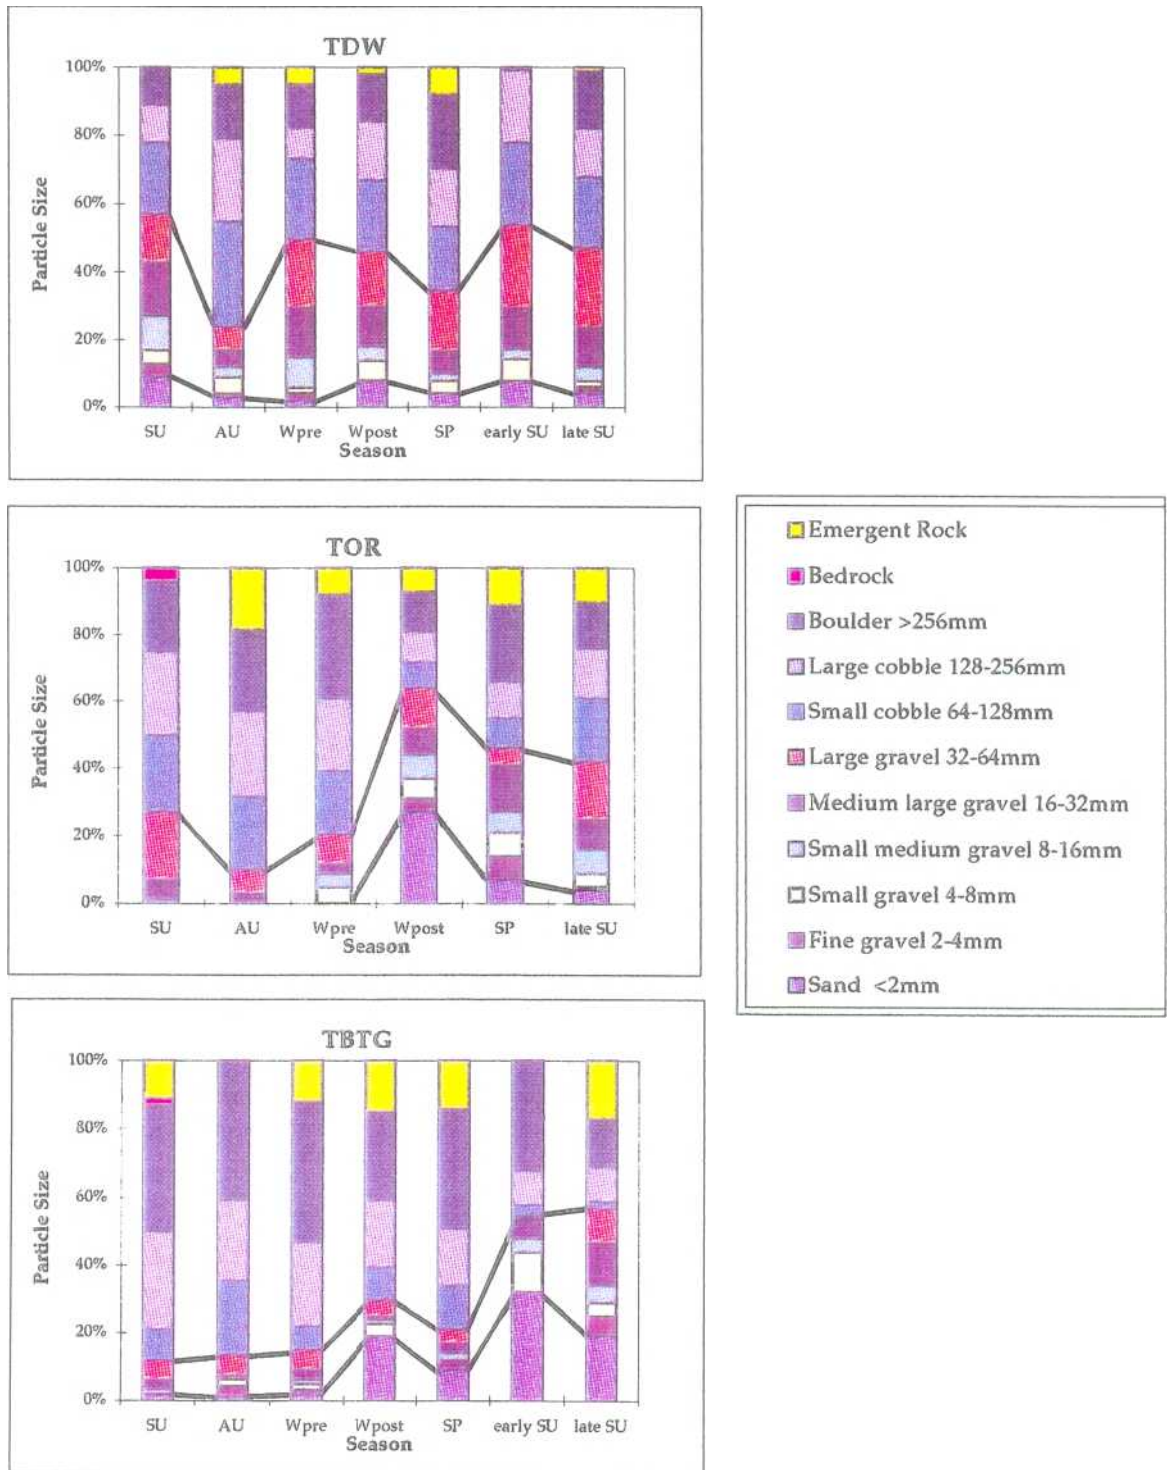 TDW
100%
80%
60%
40%
20%
0%
Particle Size
SU AU Wpre Wpost SP early SU late SU
Season
TOR
100%
80%
60%
40%
20%
0%
Particle Size
SU AU Wpre Wpost SP late SU
Season
Emergent Rock
Bedrock
Boulder >256mm
Large cobble 128-256mm
Small cobble 64-128mm
Large gravel 32-64mm
Medium large gravel 16-32mm
Small medium gravel 8-16mm
Small gravel 4-8mm
Fine gravel 2-4mm
Sand <2mm
TBTG
100%
80%
60%
40%
20%
0%
Particle Size
SU AU Wpre Wpost SP early SU late SU
Season